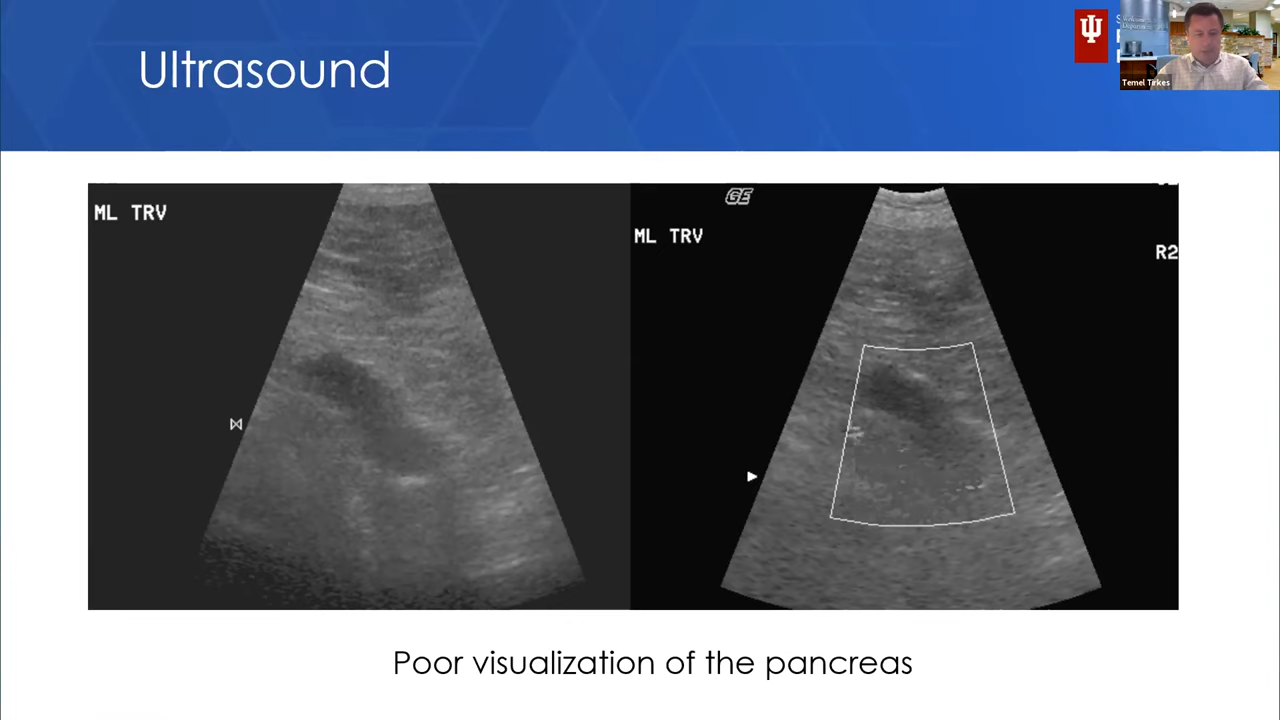 Ultrasound
Temel Tirkes
ML TRV
GE
ML TRV
R2
Poor visualization of the pancreas